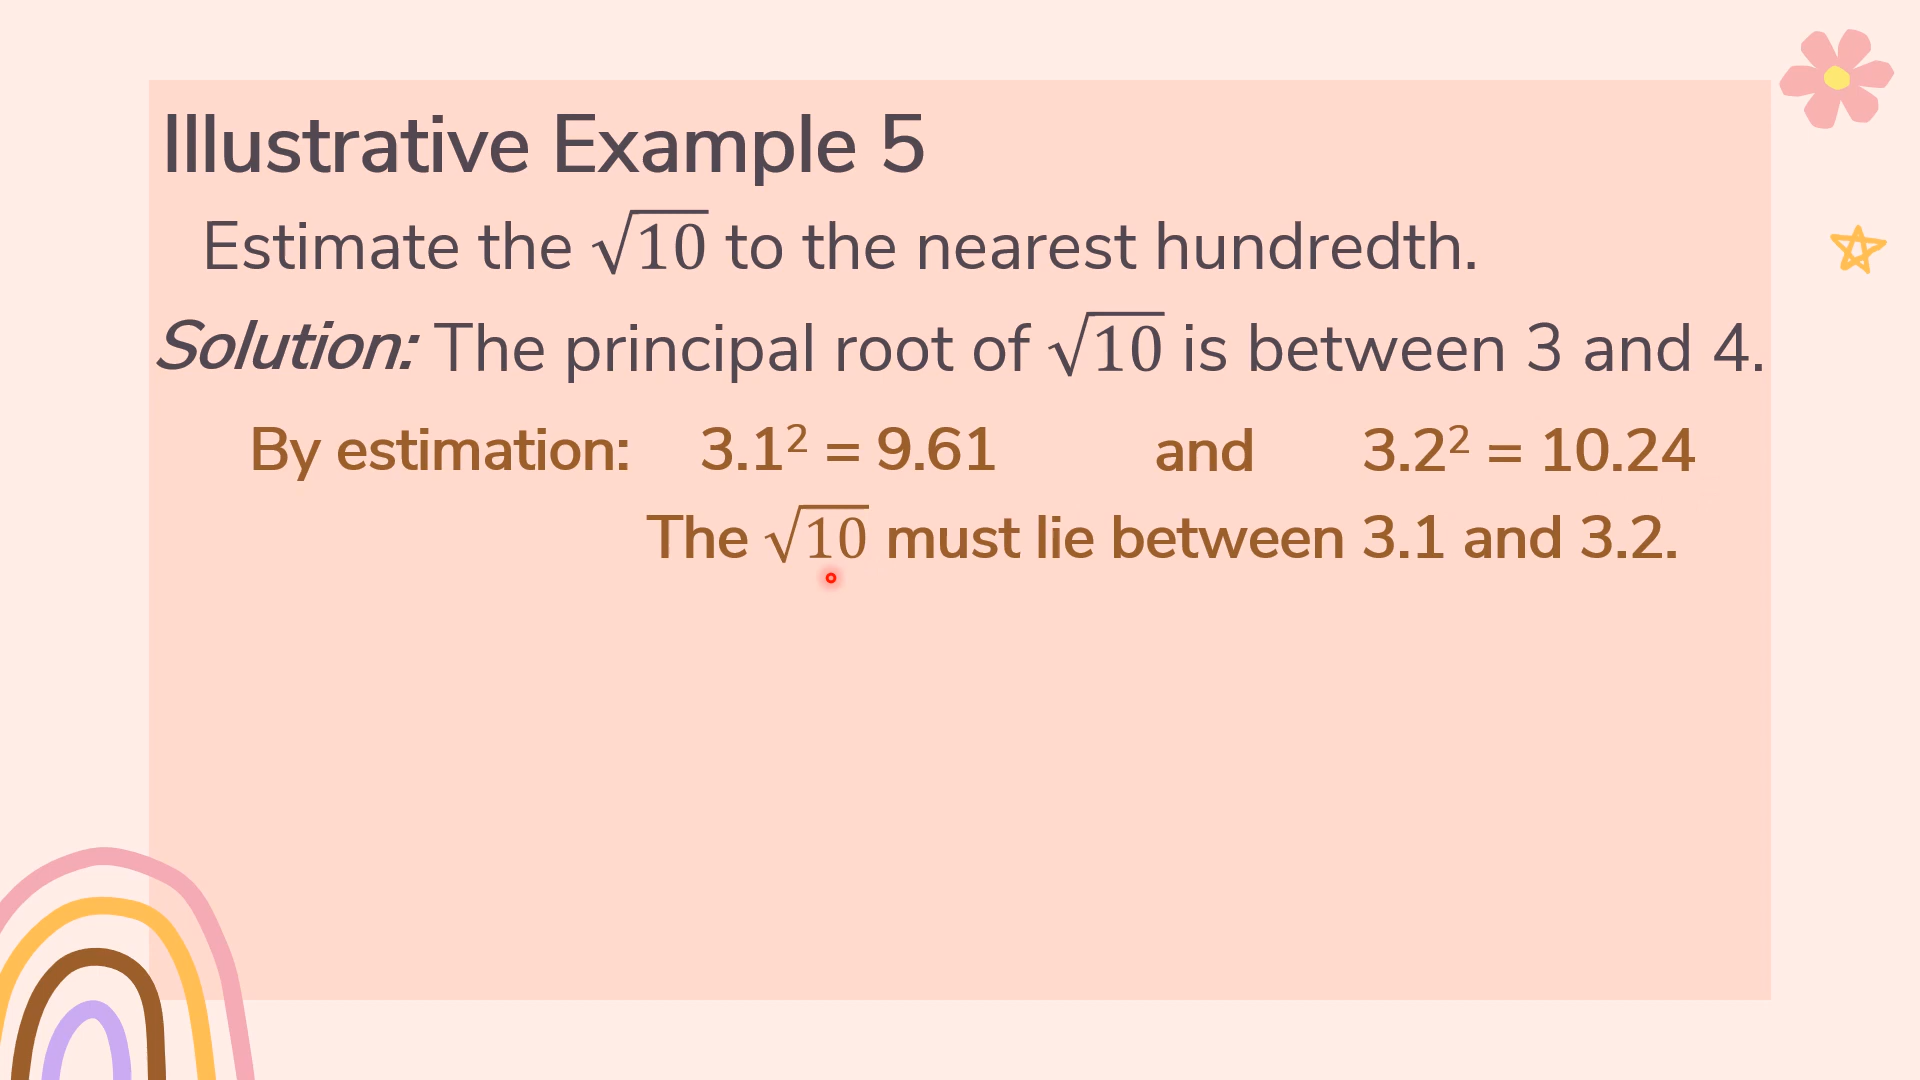 Illustrative Example 5
Estimate the √10 to the nearest hundredth.
Solution: The principal root of √10 is between 3 and 4.
By estimation: 3.1² = 9.61 and 3.2² = 10.24
The √10 must lie between 3.1 and 3.2.